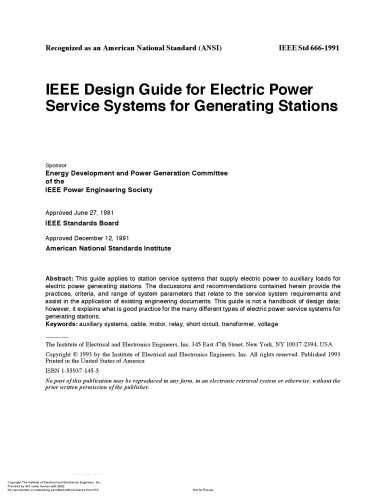 Recognized as an American National Standard (ANSI) IEEE Std 666-1991
IEEE Design Guide for Electric Power
Service Systems for Generating Stations
Sponsor
Energy Development and Power Generation Committee
of the
IEEE Power Engineering Society
Approved June 27, 1991
IEEE Standards Board
Approved December 12, 1991
American National Standards Institute
Abstract: This guide applies to station service systems that supply electric power to auxiliary loads for
electric power generating stations. The discussions and recommendations contained herein provide the
practices, criteria, and range of system parameters that relate to the service system requirements and
assist in the application of existing engineering documents. This guide is not a handbook of design data;
however, it explains what is good practice for the many different types of electric power service systems for
generating stations.
Keywords: auxiliary systems, cable, motor, relay, short circuit, transformer, voltage
The Institute of Electrical and Electronics Engineers, Inc. 345 East 47th Street, New York, NY 10017-2394, USA
Copyright © 1993 by the Institute of Electrical and Electronics Engineers, Inc. All rights reserved. Published 1993
Printed in the United States of America
ISBN 1-55937-145-5
No part of this publication may be reproduced in any form, in an electronic retrieval system or otherwise, without the
prior written permission of the publisher.
Copyright The Institute of Electrical and Electronics Engineers, Inc.
Provided by IHS under license with IEEE
No reproduction or networking permitted without license from IHS Not for Resale